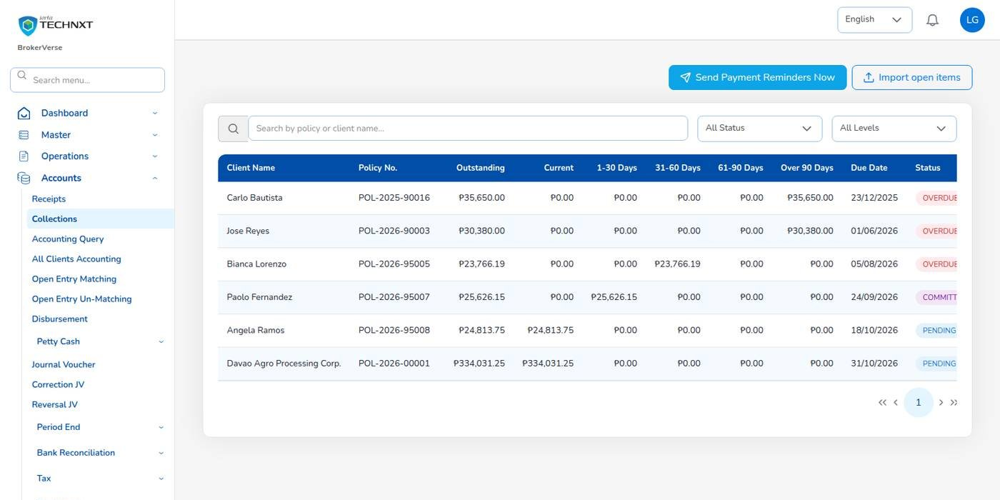 iorta
TECHNXT
BrokerVerse
English
LG
Search menu...
Dashboard
Master
Operations
Accounts
Receipts
Collections
Accounting Query
All Clients Accounting
Open Entry Matching
Open Entry Un-Matching
Disbursement
Petty Cash
Journal Voucher
Correction JV
Reversal JV
Period End
Bank Reconciliation
Tax
Send Payment Reminders Now Import open items
Search by policy or client name... All Status All Levels
Client Name Policy No. Outstanding Current 1-30 Days 31-60 Days 61-90 Days Over 90 Days Due Date Status
Carlo Bautista POL-2025-90016 ₱35,650.00 ₱0.00 ₱0.00 ₱0.00 ₱0.00 ₱35,650.00 23/12/2025 OVERDUE
Jose Reyes POL-2026-90003 ₱30,380.00 ₱0.00 ₱0.00 ₱0.00 ₱0.00 ₱30,380.00 01/06/2026 OVERDUE
Bianca Lorenzo POL-2026-95005 ₱23,766.19 ₱0.00 ₱0.00 ₱23,766.19 ₱0.00 ₱0.00 05/08/2026 OVERDUE
Paolo Fernandez POL-2026-95007 ₱25,626.15 ₱0.00 ₱25,626.15 ₱0.00 ₱0.00 ₱0.00 24/09/2026 COMMITT
Angela Ramos POL-2026-95008 ₱24,813.75 ₱24,813.75 ₱0.00 ₱0.00 ₱0.00 ₱0.00 18/10/2026 PENDING
Davao Agro Processing Corp. POL-2026-00001 ₱334,031.25 ₱334,031.25 ₱0.00 ₱0.00 ₱0.00 ₱0.00 31/10/2026 PENDING
1